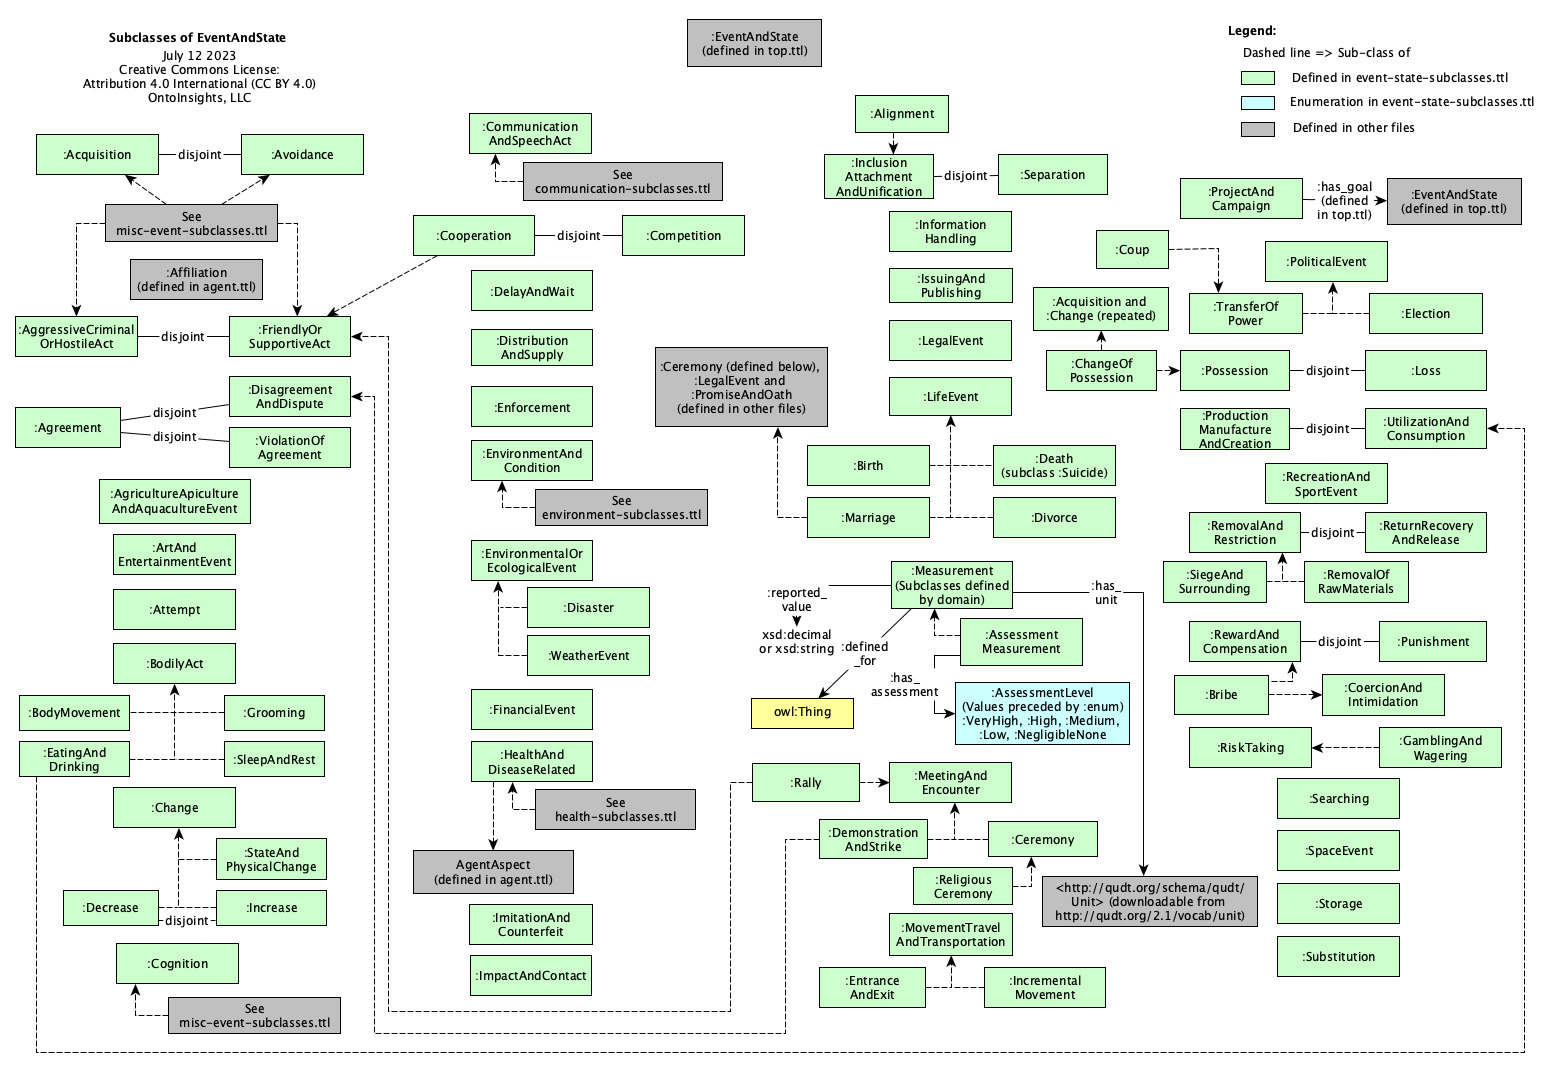 Subclasses of EventAndState
July 12 2023
Creative Commons License:
Attribution 4.0 International (CC BY 4.0)
OntoInsights, LLC
:EventAndState
(defined in top.ttl)
Legend:
Dashed line => Sub-class of
Defined in event-state-subclasses.ttl
Enumeration in event-state-subclasses.ttl
Defined in other files
:Acquisition
disjoint
:Avoidance
See
misc-event-subclasses.ttl
:Affiliation
(defined in agent.ttl)
:AggressiveCriminal
OrHostileAct
disjoint
:FriendlyOr
SupportiveAct
:Disagreement
AndDispute
disjoint
:Agreement
disjoint
:ViolationOf
Agreement
:AgricultureApiculture
AndAquacultureEvent
:ArtAnd
EntertainmentEvent
:Attempt
:BodilyAct
:BodyMovement
:Grooming
:EatingAnd
Drinking
:SleepAndRest
:Change
:StateAnd
PhysicalChange
:Decrease
disjoint
:Increase
:Cognition
See
misc-event-subclasses.ttl
:Communication
AndSpeechAct
See
communication-subclasses.ttl
:Cooperation
disjoint
:Competition
:DelayAndWait
:Distribution
AndSupply
:Enforcement
:EnvironmentAnd
Condition
See
environment-subclasses.ttl
:EnvironmentalOr
EcologicalEvent
:Disaster
:WeatherEvent
:FinancialEvent
:HealthAnd
DiseaseRelated
See
health-subclasses.ttl
AgentAspect
(defined in agent.ttl)
:ImitationAnd
Counterfeit
:ImpactAndContact
:Alignment
:Inclusion
Attachment
AndUnification
disjoint
:Separation
:Information
Handling
:IssuingAnd
Publishing
:LegalEvent
:Ceremony (defined below),
:LegalEvent and
:PromiseAndOath
(defined in other files)
:LifeEvent
:Birth
:Death
(subclass :Suicide)
:Marriage
:Divorce
:Measurement
(Subclasses defined
by domain)
:reported_
value
xsd:decimal
or xsd:string
:defined
_for
owl:Thing
:has_
unit
:Assessment
Measurement
:has_
assessment
:AssessmentLevel
(Values preceded by :enum)
:VeryHigh, :High, :Medium,
:Low, :NegligibleNone
:Rally
:MeetingAnd
Encounter
:Demonstration
AndStrike
:Ceremony
:Religious
Ceremony
<http://qudt.org/schema/qudt/
Unit> (downloadable from
http://qudt.org/2.1/vocab/unit)
:MovementTravel
AndTransportation
:Entrance
AndExit
:Incremental
Movement
:ProjectAnd
Campaign
:has_goal
(defined
in top.ttl)
:EventAndState
(defined in top.ttl)
:Coup
:PoliticalEvent
:TransferOf
Power
:Election
:Acquisition and
:Change (repeated)
:ChangeOf
Possession
:Possession
disjoint
:Loss
:Production
Manufacture
AndCreation
disjoint
:UtilizationAnd
Consumption
:RecreationAnd
SportEvent
:RemovalAnd
Restriction
disjoint
:ReturnRecovery
AndRelease
:SiegeAnd
Surrounding
:RemovalOf
RawMaterials
:RewardAnd
Compensation
disjoint
:Punishment
:Bribe
:CoercionAnd
Intimidation
:RiskTaking
:GamblingAnd
Wagering
:Searching
:SpaceEvent
:Storage
:Substitution